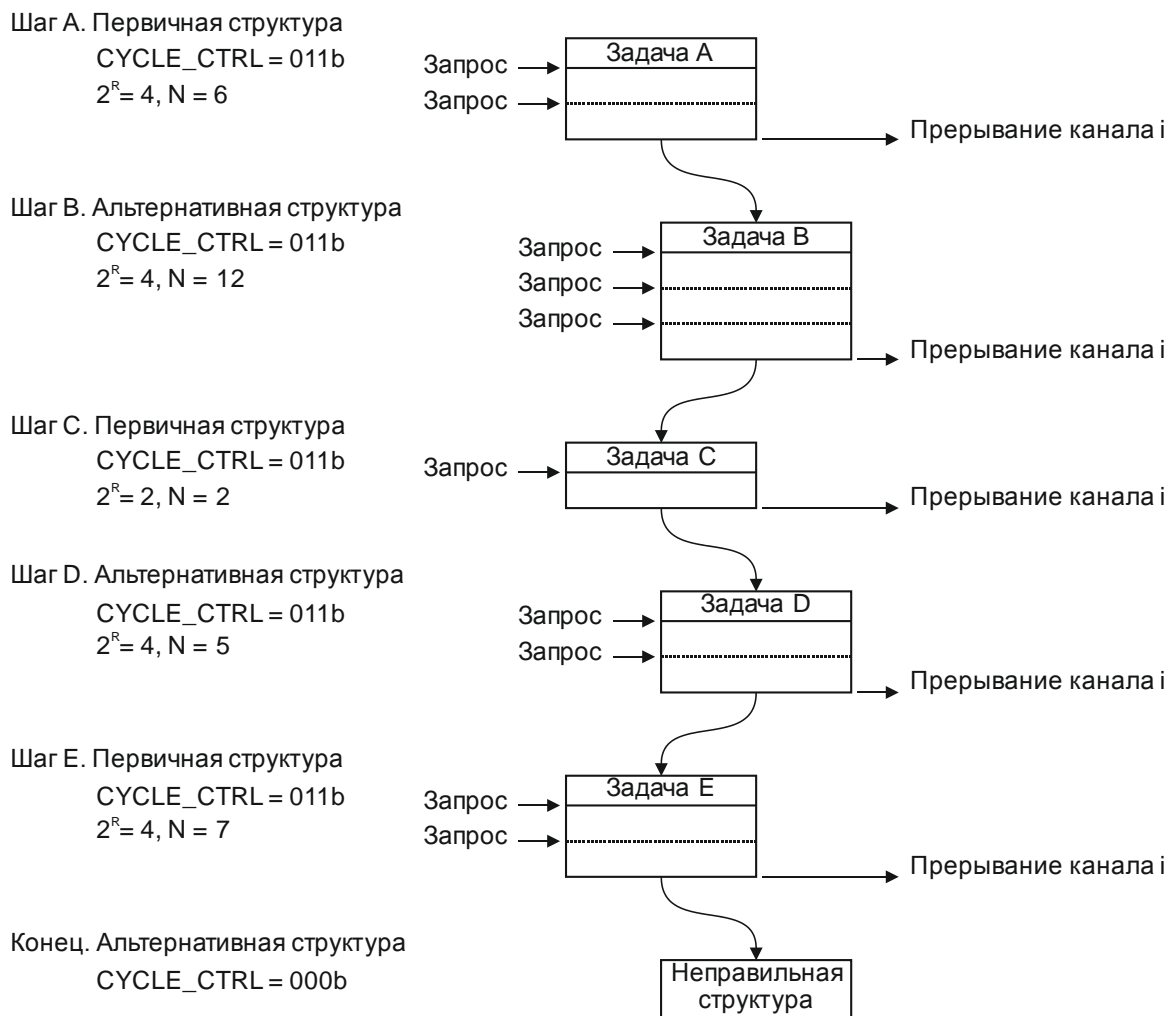 Шаг A. Первичная структура
CYCLE_CTRL = 011b
2^R= 4, N = 6
Задача A
Запрос
Запрос
Прерывание канала i
Шаг B. Альтернативная структура
CYCLE_CTRL = 011b
2^R= 4, N = 12
Задача B
Запрос
Запрос
Запрос
Прерывание канала i
Шаг C. Первичная структура
CYCLE_CTRL = 011b
2^R= 2, N = 2
Задача C
Запрос
Прерывание канала i
Шаг D. Альтернативная структура
CYCLE_CTRL = 011b
2^R= 4, N = 5
Задача D
Запрос
Запрос
Прерывание канала i
Шаг E. Первичная структура
CYCLE_CTRL = 011b
2^R= 4, N = 7
Задача E
Запрос
Запрос
Прерывание канала i
Конец. Альтернативная структура
CYCLE_CTRL = 000b
Неправильная
структура